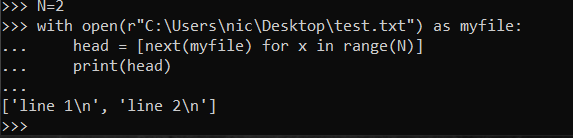 >>> N=2
>>> with open(r"C:\Users\nic\Desktop\test.txt") as myfile:
...     head = [next(myfile) for x in range(N)]
...     print(head)
...
['line 1\n', 'line 2\n']
>>>